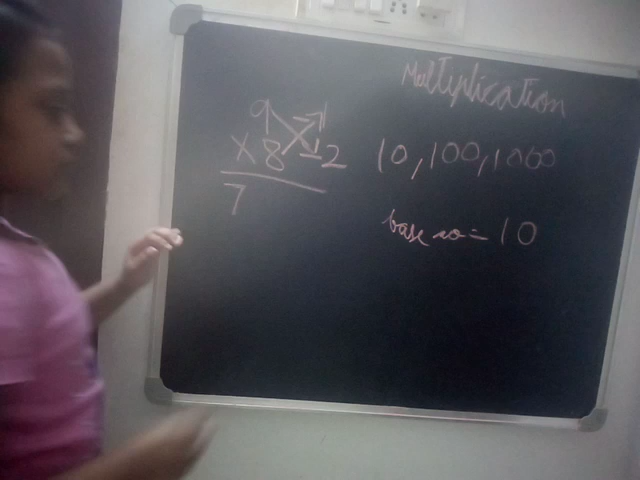 Multiplication
9 -1
× 8 -2
7
10, 100, 1000
base no = 10